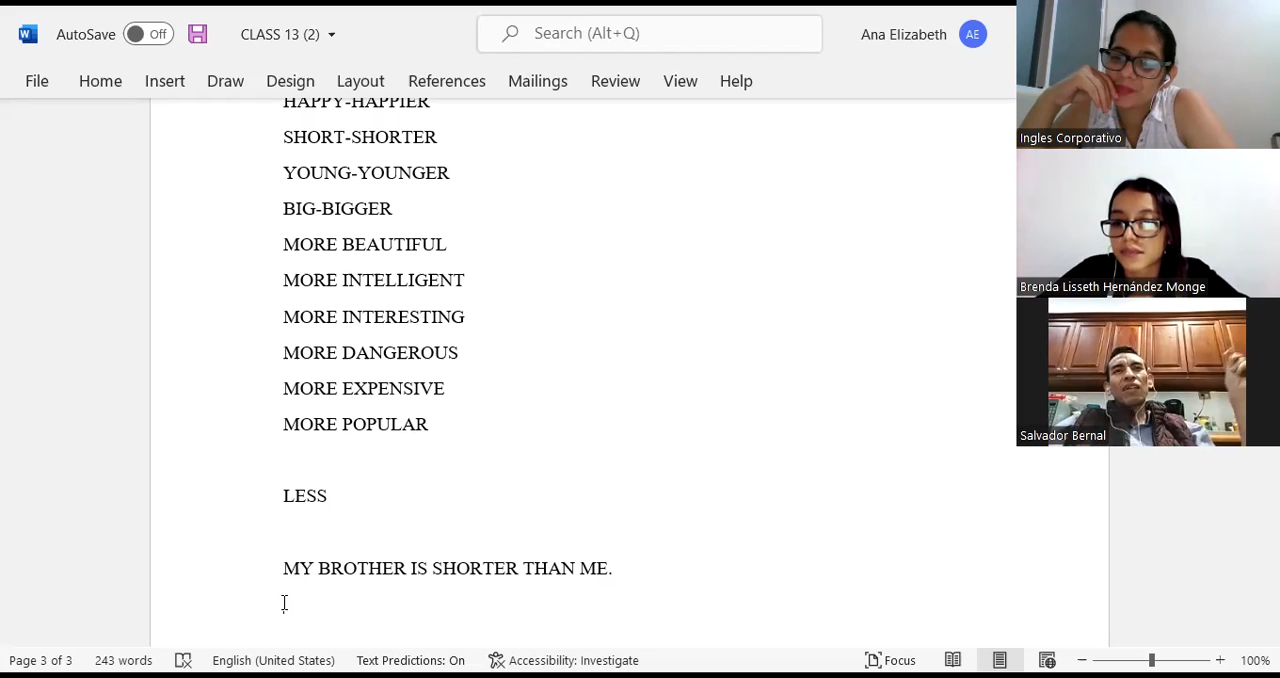 AutoSave Off CLASS 13 (2) Search (Alt+Q) Ana Elizabeth AE
File Home Insert Draw Design Layout References Mailings Review View Help
HAPPY-HAPPIER
SHORT-SHORTER
YOUNG-YOUNGER
BIG-BIGGER
MORE BEAUTIFUL
MORE INTELLIGENT
MORE INTERESTING
MORE DANGEROUS
MORE EXPENSIVE
MORE POPULAR
LESS
MY BROTHER IS SHORTER THAN ME.
Ingles Corporativo
Brenda Lisseth Hernández Monge
Salvador Bernal
Page 3 of 3 243 words English (United States) Text Predictions: On Accessibility: Investigate Focus 100%